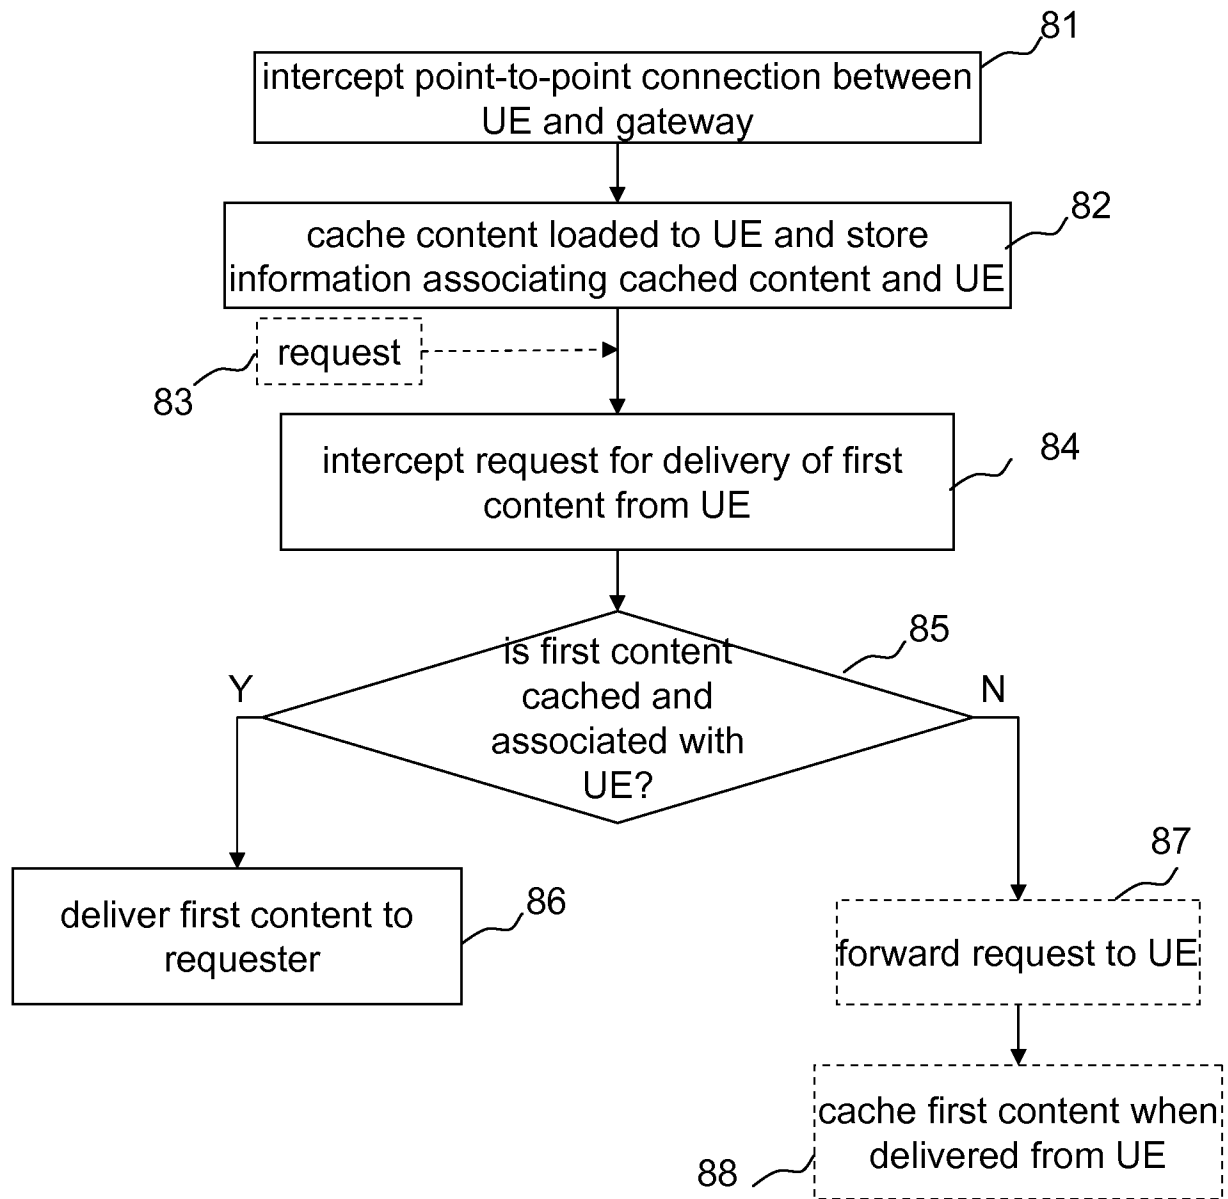 81
intercept point-to-point connection between
UE and gateway
82
cache content loaded to UE and store
information associating cached content and UE
request
83
84
intercept request for delivery of first
content from UE
85
is first content
cached and
associated with
UE?
Y
N
86
deliver first content to
requester
87
forward request to UE
cache first content when
delivered from UE
88